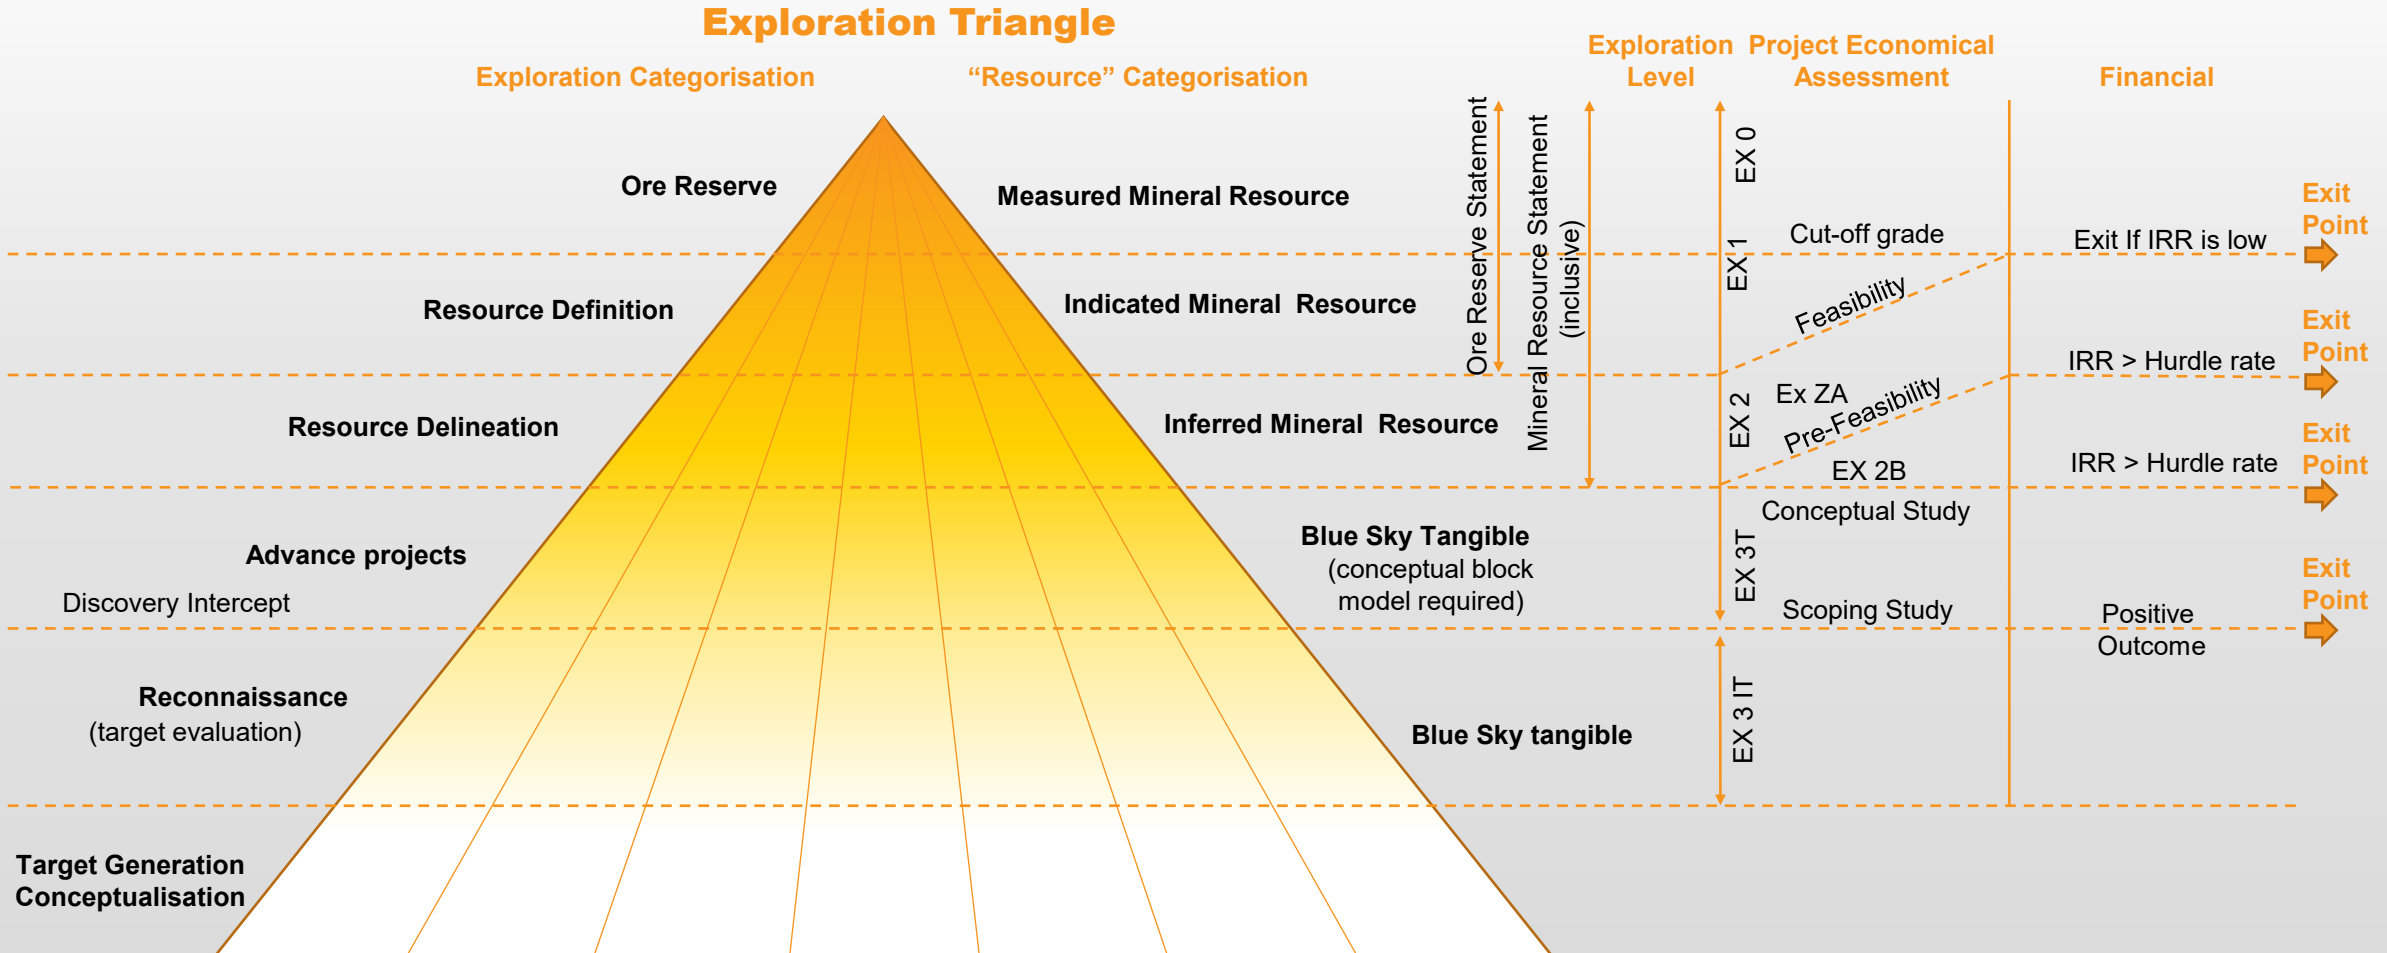 Exploration Triangle
Exploration Categorisation
“Resource” Categorisation
Exploration
Level
Project Economical
Assessment
Financial
Ore Reserve
Measured Mineral Resource
Ore Reserve Statement
Mineral Resource Statement
(inclusive)
EX 0
Exit
Point
Cut-off grade
Exit If IRR is low
EX 1
Resource Definition
Indicated Mineral  Resource
Feasibility
Exit
Point
IRR > Hurdle rate
Resource Delineation
Inferred Mineral  Resource
EX 2
Ex ZA
Pre-Feasibility
EX 2B
IRR > Hurdle rate
Exit
Point
Advance projects
Discovery Intercept
Blue Sky Tangible
(conceptual block
model required)
Conceptual Study
EX 3T
Scoping Study
Positive
Outcome
Exit
Point
Reconnaissance
(target evaluation)
Blue Sky tangible
EX 3 IT
Target Generation
Conceptualisation